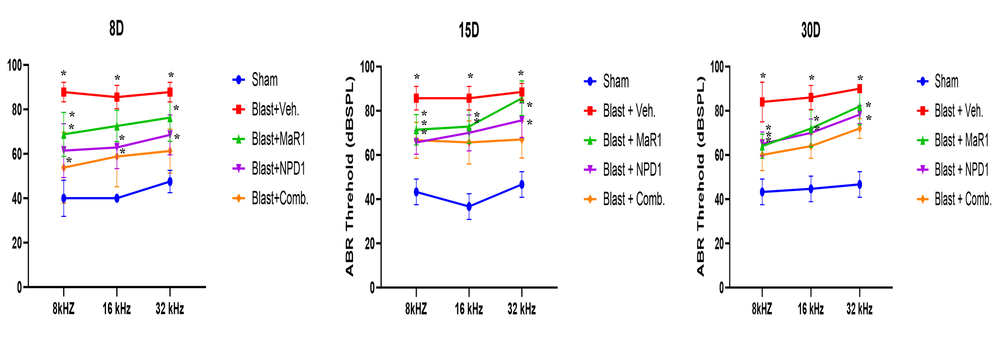 8D
100
80
60
40
20
0
*
*
*
*
*
*
*
*
*
*
8kHZ
16 kHz
32 kHz
Sham
Blast+Veh.
Blast+MaR1
Blast+NPD1
Blast+Comb.
15D
ABR Threhold (dBSPL)
100
80
60
40
20
0
*
*
*
*
*
*
*
*
*
*
8kHZ
16 kHz
32 kHz
Sham
Blast + Veh.
Blast + MaR1
Blast + NPD1
Blast + Comb.
30D
ABR Threhold (dBSPL)
100
80
60
40
20
0
*
*
*
*
*
*
*
*
*
*
8kHZ
16 kHz
32 kHz
Sham
Blast + Veh.
Blast + MaR1
Blast + NPD1
Blast + Comb.